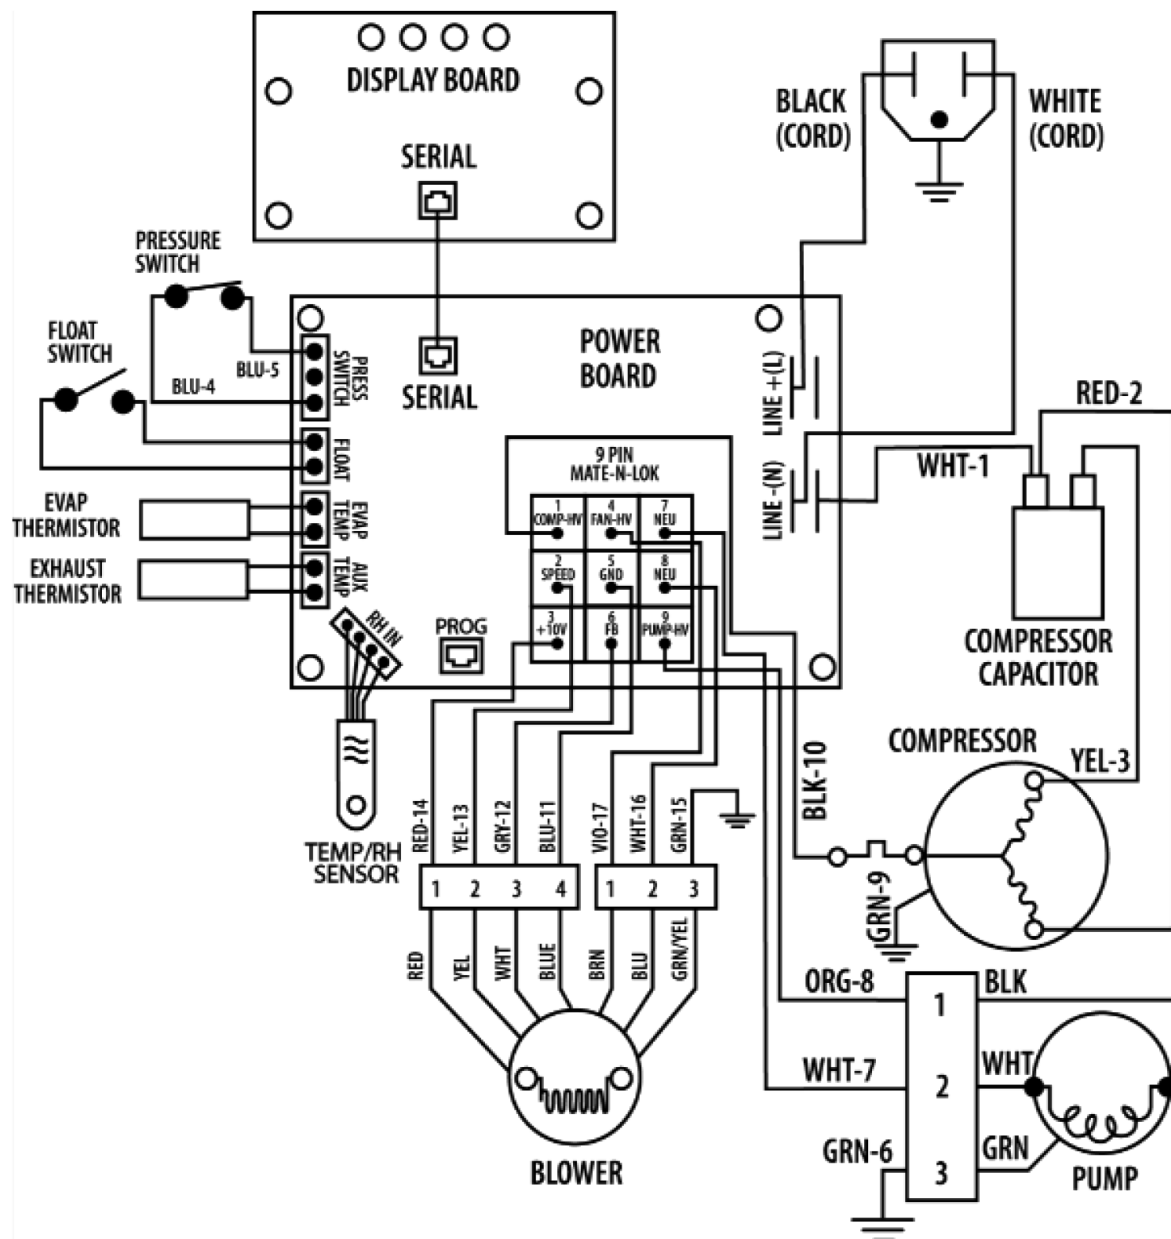 DISPLAY BOARD
SERIAL
BLACK
(CORD)
WHITE
(CORD)
PRESSURE
SWITCH
FLOAT
SWITCH
BLU-5
BLU-4
PRESS
SWITCH
FLOAT
EVAP
TEMP
AUX
TEMP
EVAP
THERMISTOR
EXHAUST
THERMISTOR
SERIAL
POWER
BOARD
LINE +(L)
LINE -(N)
9 PIN
MATE-N-LOK
1
COMP-HV
4
FAN-HV
7
NEU
2
SPEED
5
GND
8
NEU
3
+10V
6
FB
9
PUMP-HV
RH IN
PROG
TEMP/RH
SENSOR
RED-2
WHT-1
COMPRESSOR
CAPACITOR
COMPRESSOR
YEL-3
BLK-10
GRN-9
RED-14
YEL-13
GRY-12
BLU-11
VIO-17
WHT-16
GRN-15
1 2 3 4
1 2 3
RED
YEL
WHT
BLUE
BRN
BLU
GRN/YEL
BLOWER
ORG-8
1
BLK
WHT-7
2
WHT
GRN-6
3
GRN
PUMP